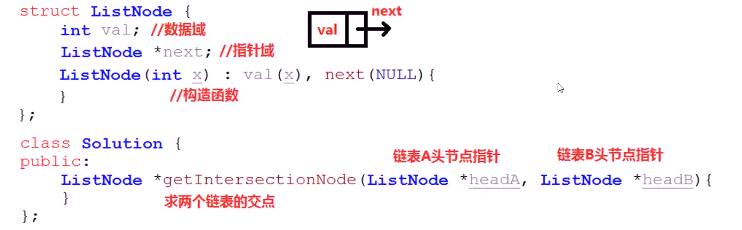 struct ListNode {
int val; //数据域
val
next
ListNode *next; //指针域
ListNode(int x) : val(x), next(NULL){
}
//构造函数
};
class Solution {
public:
链表A头节点指针
链表B头节点指针
ListNode *getIntersectionNode(ListNode *headA, ListNode *headB){
}
求两个链表的交点
};